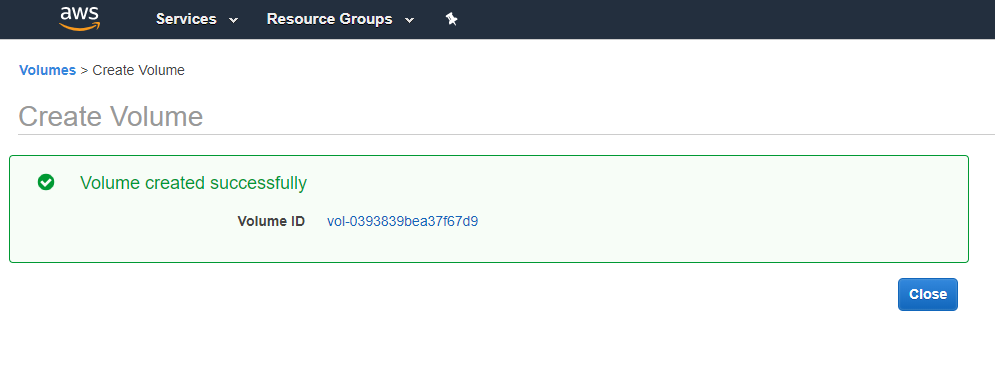 aws Services Resource Groups
Volumes > Create Volume
Create Volume
Volume created successfully
Volume ID vol-0393839bea37f67d9
Close